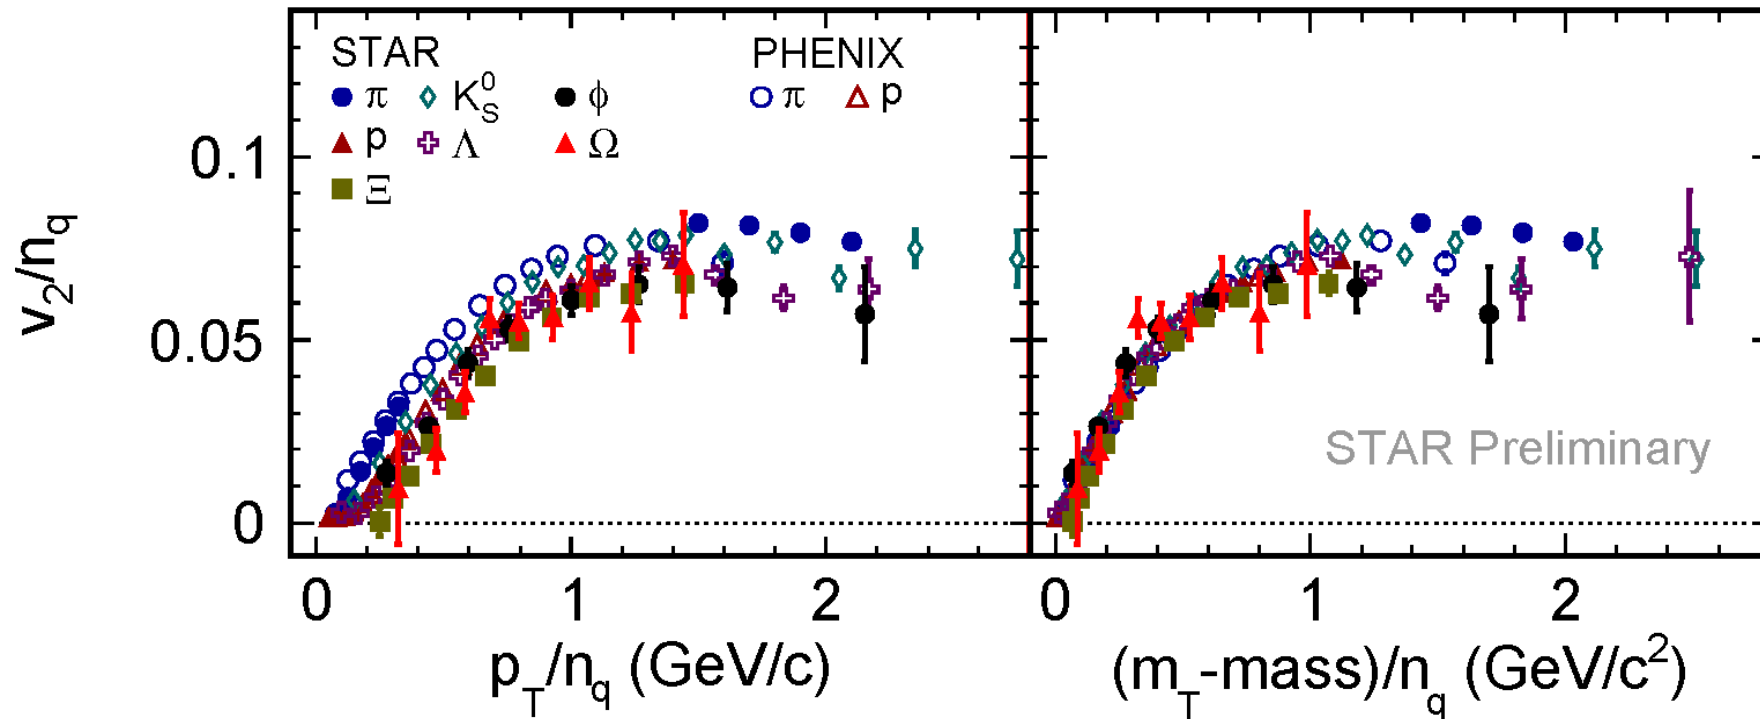 STAR PHENIX
π K⁰_S φ π p
p Λ Ω
Ξ
v₂/n_q
0.1
0.05
0
0 1 2 0 1 2
p_T/n_q (GeV/c) (m_T-mass)/n_q (GeV/c²)
STAR Preliminary